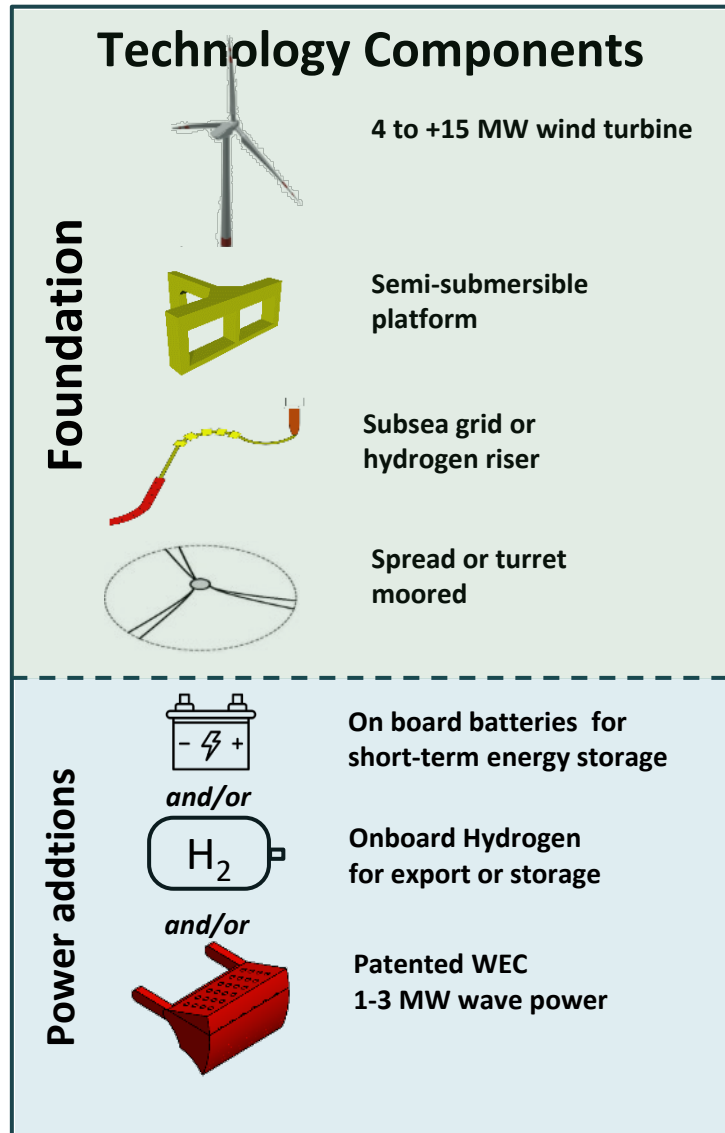 Technology Components
Foundation
4 to +15 MW wind turbine
Semi-submersible
platform
Subsea grid or
hydrogen riser
Spread or turret
moored
Power addtions
- +
On board batteries for
short-term energy storage
and/or
H₂
Onboard Hydrogen
for export or storage
and/or
Patented WEC
1-3 MW wave power